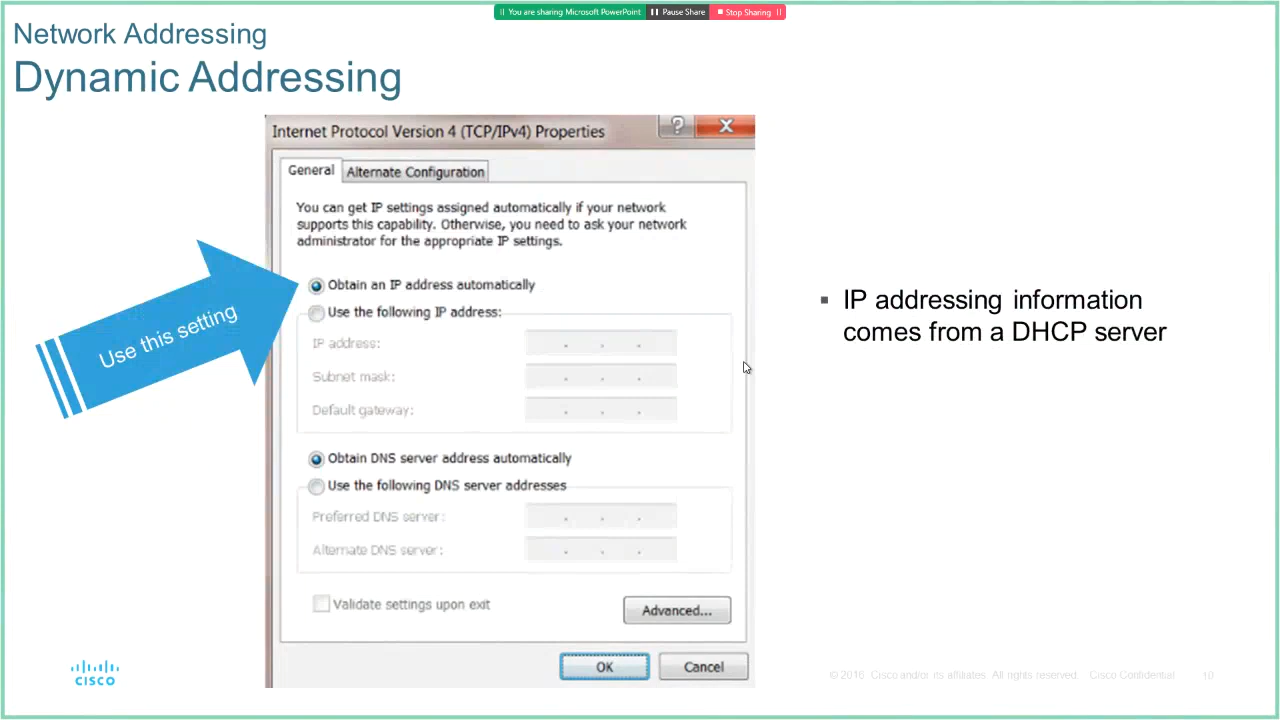 You are sharing Microsoft PowerPoint Pause Share Stop Sharing
Network Addressing
Dynamic Addressing
Internet Protocol Version 4 (TCP/IPv4) Properties
General Alternate Configuration
You can get IP settings assigned automatically if your network
supports this capability. Otherwise, you need to ask your network
administrator for the appropriate IP settings.
Use this setting
Obtain an IP address automatically
Use the following IP address:
IP address:
Subnet mask:
Default gateway:
Obtain DNS server address automatically
Use the following DNS server addresses
Preferred DNS server:
Alternate DNS server:
Validate settings upon exit
Advanced...
OK Cancel
IP addressing information
comes from a DHCP server
CISCO
© 2016 Cisco and/or its affiliates. All rights reserved. Cisco Confidential 10